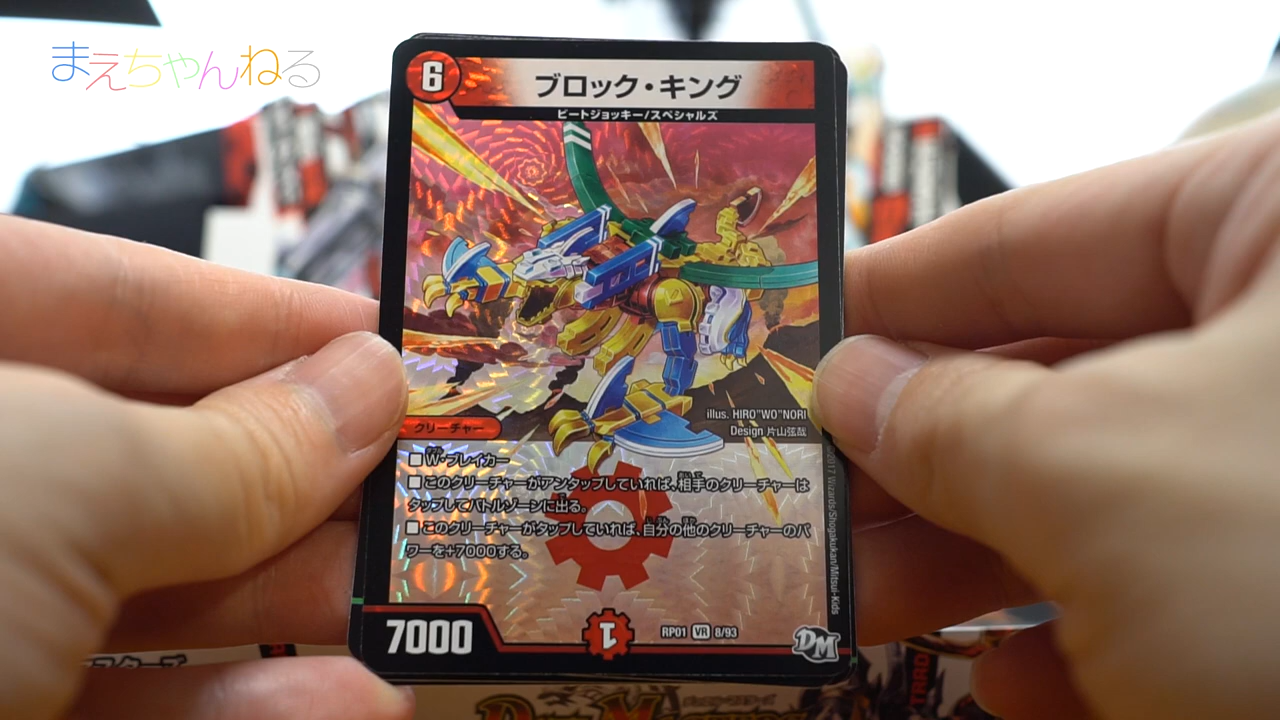 まえちゃんねる
6
ブロック・キング
ビートジョッキー/スペシャルズ
illus. HIRO"WO"NORI
Design 片山弦哉
クリーチャー
■W・ブレイカー
■このクリーチャーがアンタップしていれば、相手のクリーチャーは
タップしてバトルゾーンに出る。
■このクリーチャーがタップしていれば、自分の他のクリーチャーのパ
ワーを+7000する。
©2017 Wizards/Shogakukan/Mitsui-Kids
7000
1
RP01 VR 8/93
DM